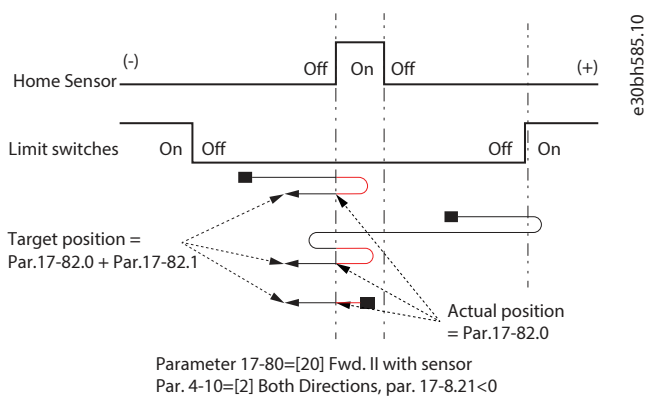 (-)
Off
On
Off
(+)
Home Sensor
Limit switches
On
Off
Off
On
Target position =
Par.17-82.0 + Par.17-82.1
Actual position
= Par.17-82.0
Parameter 17-80=[20] Fwd. II with sensor
Par. 4-10=[2] Both Directions, par. 17-8.21<0
e30bh585.10